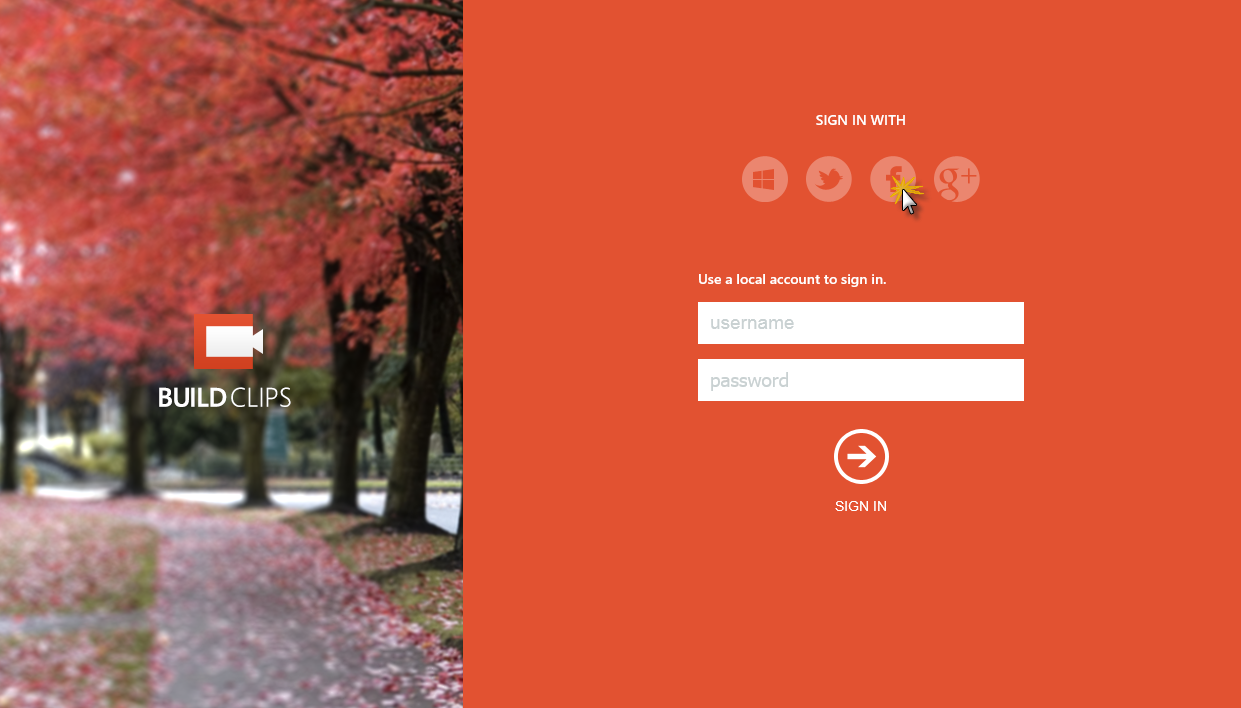 BUILD CLIPS
SIGN IN WITH
g+
Use a local account to sign in.
username
password
SIGN IN